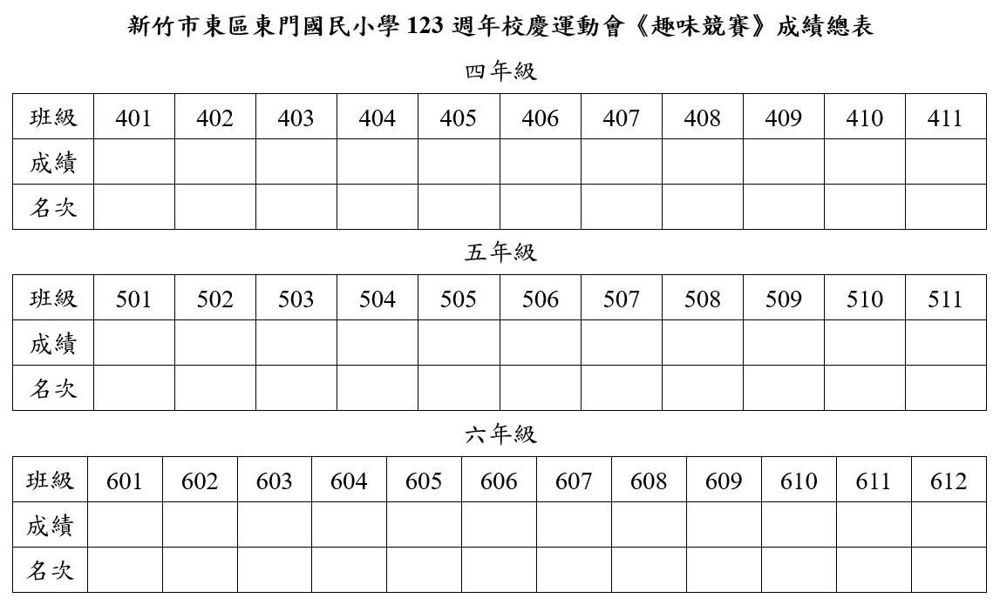 新竹市東區東門國民小學 123 週年校慶運動會《趣味競賽》成績總表
四年級
班級 401 402 403 404 405 406 407 408 409 410 411
成績
名次
五年級
班級 501 502 503 504 505 506 507 508 509 510 511
成績
名次
六年級
班級 601 602 603 604 605 606 607 608 609 610 611 612
成績
名次